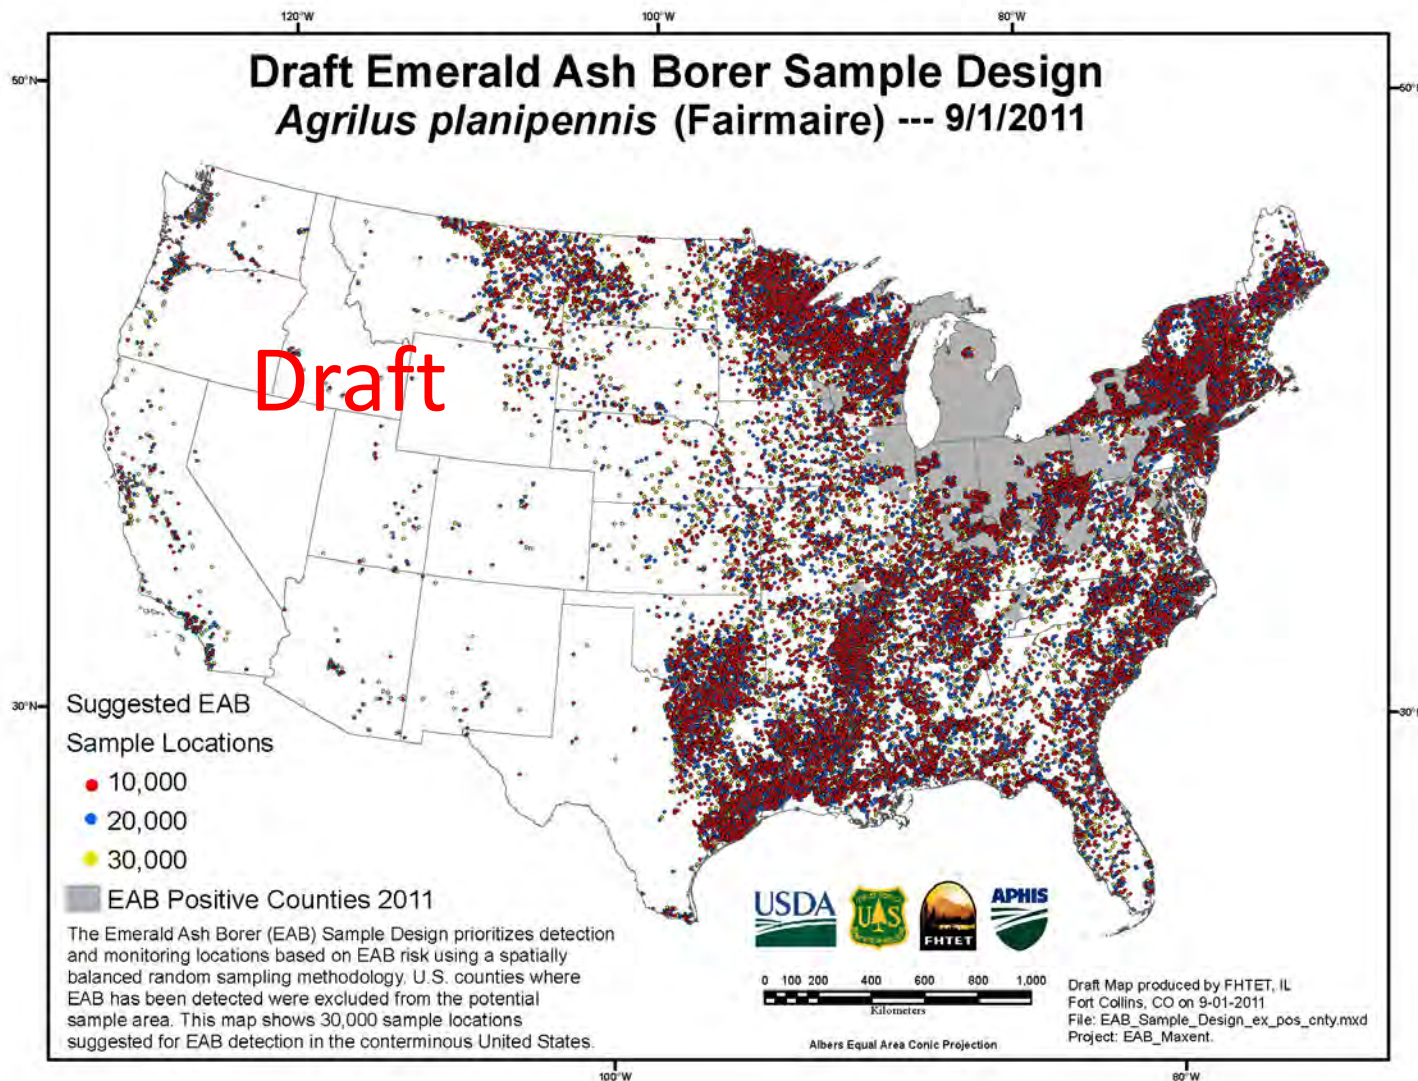 120°W
100°W
80°W
50°N
50°N
Draft Emerald Ash Borer Sample Design
Agrilus planipennis (Fairmaire) --- 9/1/2011
Draft
30°N
30°N
Suggested EAB
Sample Locations
10,000
20,000
30,000
EAB Positive Counties 2011
The Emerald Ash Borer (EAB) Sample Design prioritizes detection
and monitoring locations based on EAB risk using a spatially
balanced random sampling methodology. U.S. counties where
EAB has been detected were excluded from the potential
sample area. This map shows 30,000 sample locations
suggested for EAB detection in the conterminous United States.
USDA
UAS
FHTET
APHIS
0 100 200 400 600 800 1,000
Kilometers
Albers Equal Area Conic Projection
Draft Map produced by FHTET, IL
Fort Collins, CO on 9-01-2011
File: EAB_Sample_Design_ex_pos_cnty.mxd
Project: EAB_Maxent.
100°W
80°W